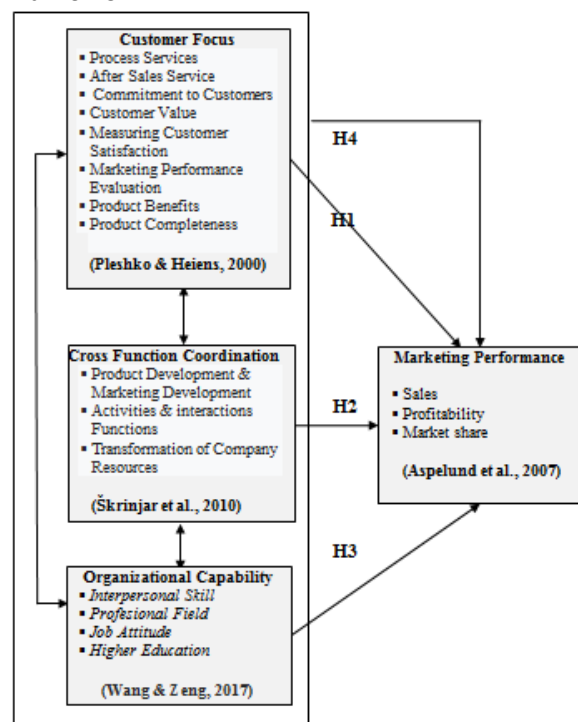 Customer Focus
▪ Process Services
▪ After Sales Service
▪ Commitment to Customers
▪ Customer Value
▪ Measuring Customer
Satisfaction
▪ Marketing Performance
Evaluation
▪ Product Benefits
▪ Product Completeness
(Pleshko & Heiens, 2000)
H4
H1
Cross Function Coordination
▪ Product Development &
Marketing Development
▪ Activities & interactions
Functions
▪ Transformation of Company
Resources
(Škrinjar et al., 2010)
H2
Marketing Performance
▪ Sales
▪ Profitability
▪ Market share
(Aspelund et al., 2007)
H3
Organizational Capability
▪ Interpersonal Skill
▪ Profesional Field
▪ Job Attitude
▪ Higher Education
(Wang & Zeng, 2017)